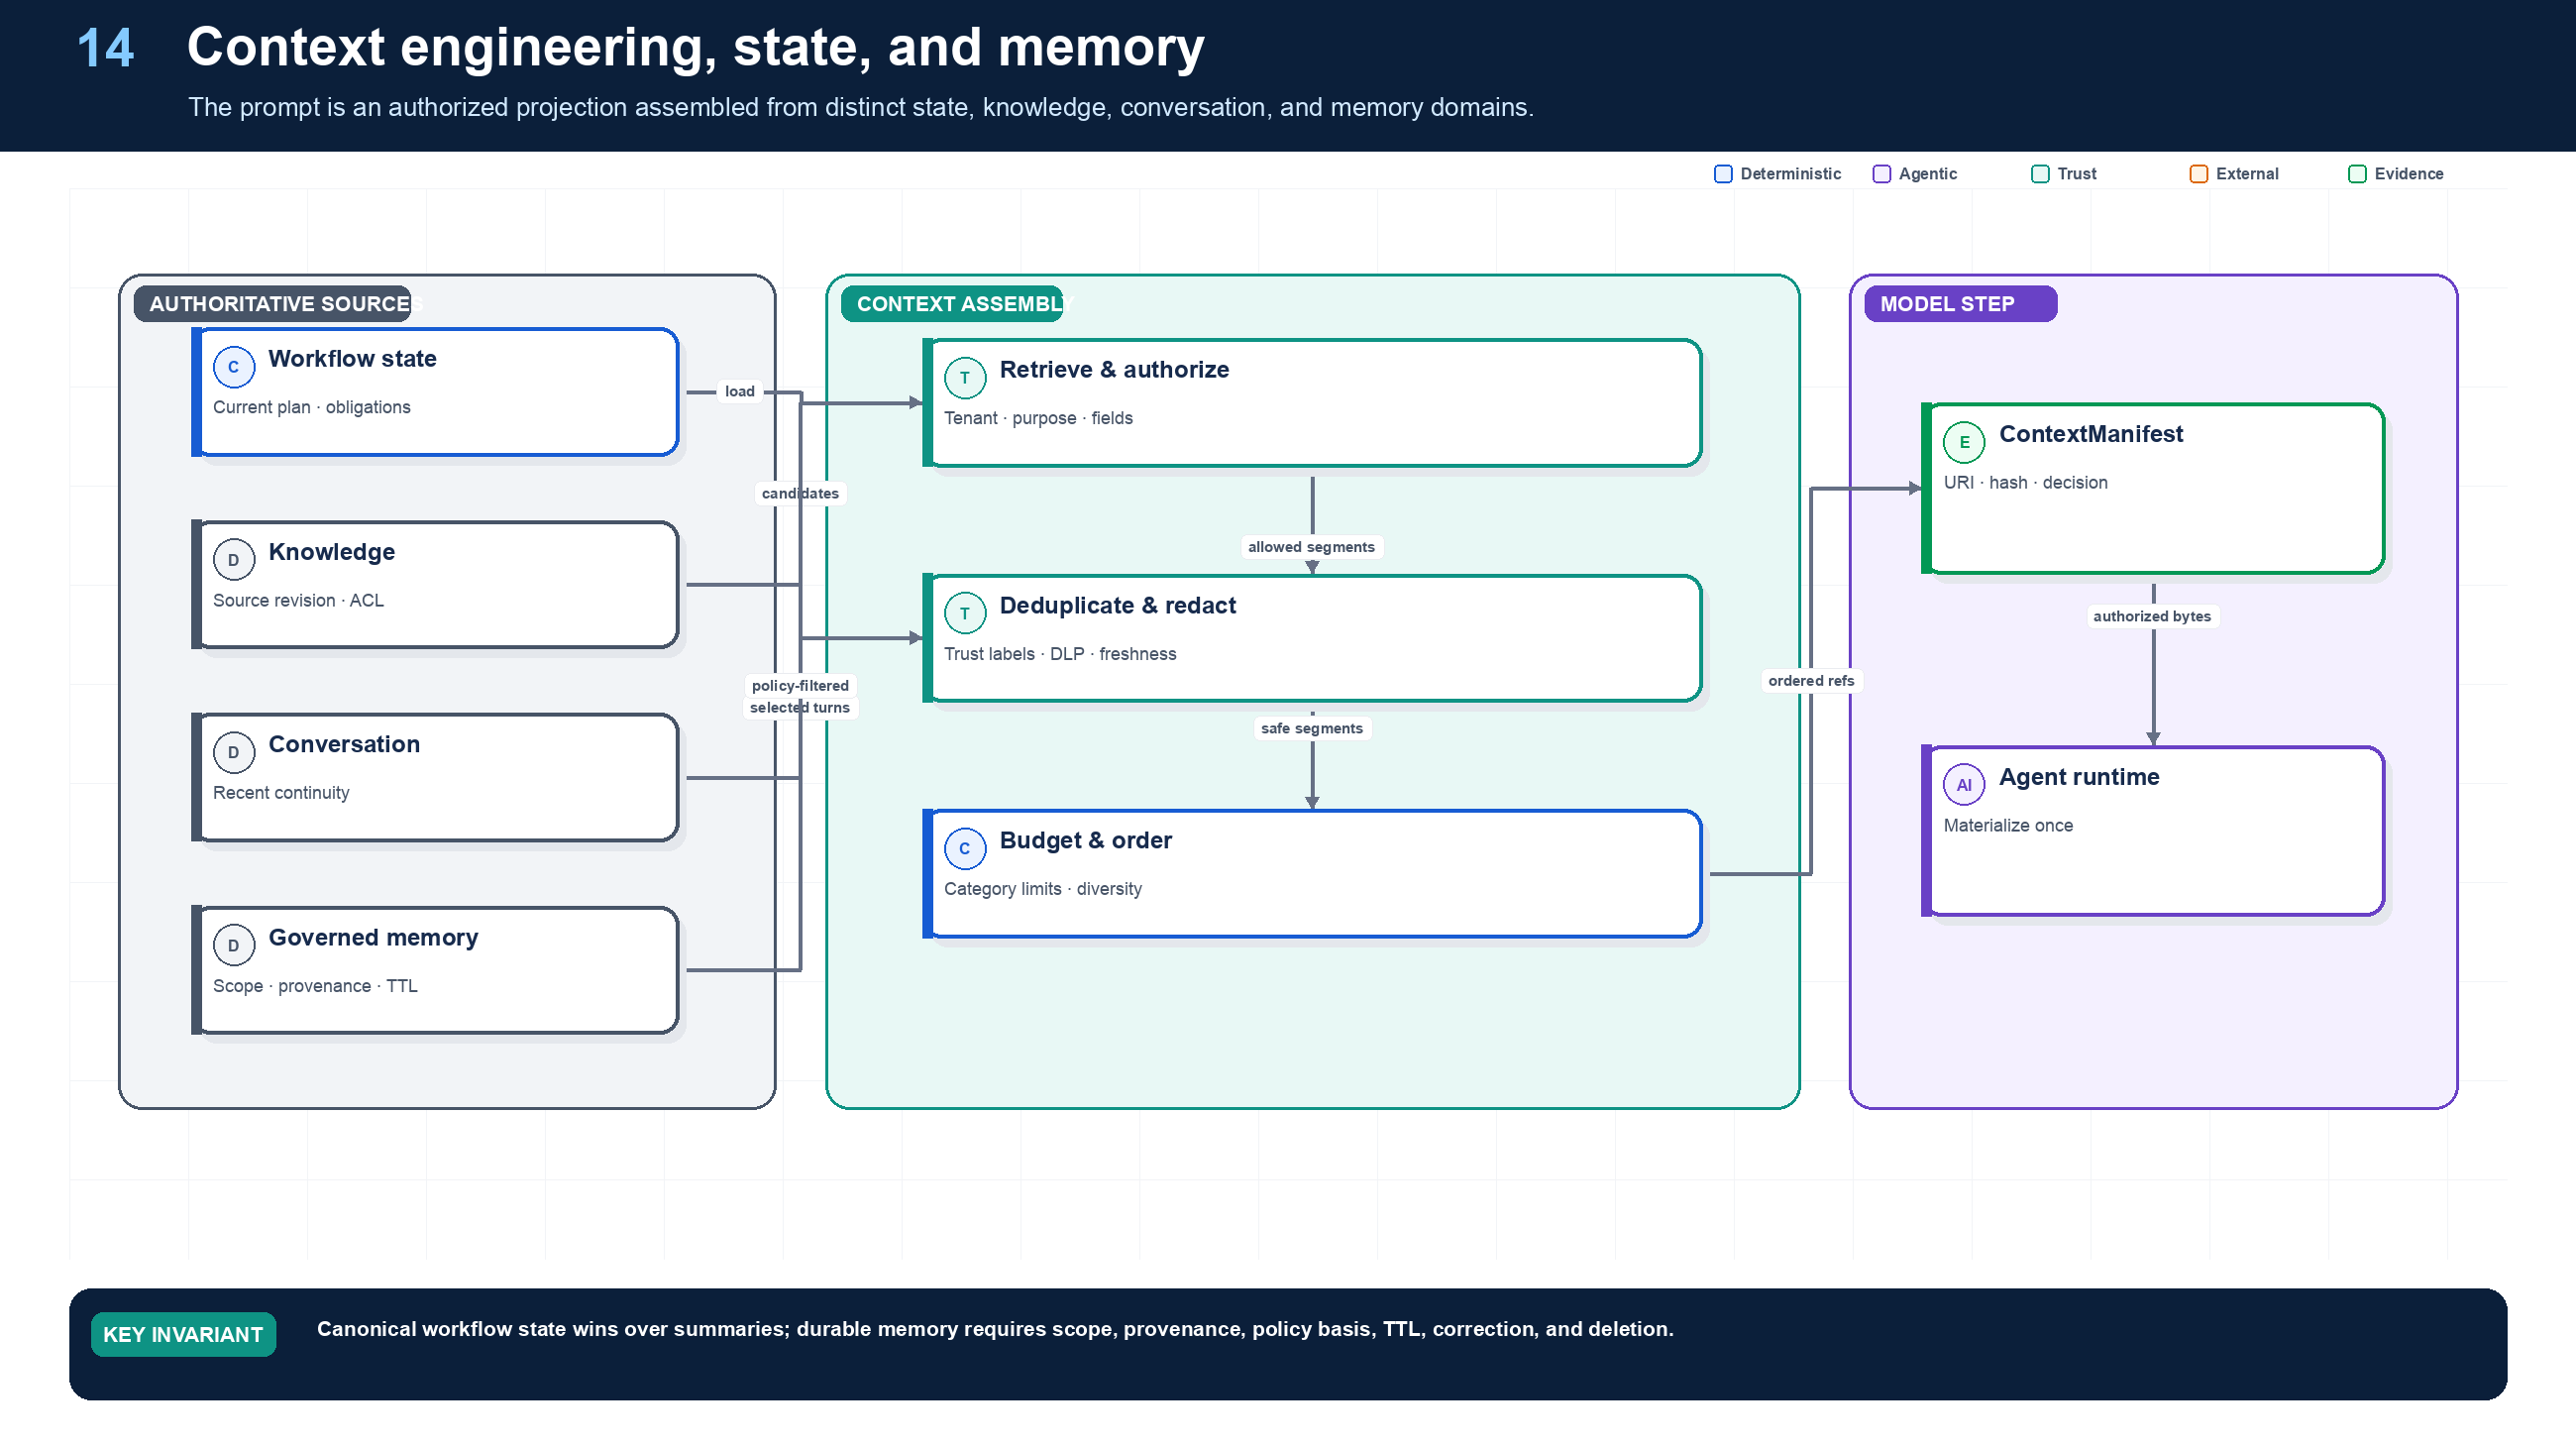 14
Context engineering, state, and memory
The prompt is an authorized projection assembled from distinct state, knowledge, conversation, and memory domains.
Deterministic
Agentic
Trust
External
Evidence
AUTHORITATIVE SOURCES
C
Workflow state
Current plan · obligations
D
Knowledge
Source revision · ACL
D
Conversation
Recent continuity
D
Governed memory
Scope · provenance · TTL
load
candidates
policy-filtered
selected turns
CONTEXT ASSEMBLY
T
Retrieve & authorize
Tenant · purpose · fields
allowed segments
T
Deduplicate & redact
Trust labels · DLP · freshness
safe segments
C
Budget & order
Category limits · diversity
ordered refs
MODEL STEP
E
ContextManifest
URI · hash · decision
authorized bytes
AI
Agent runtime
Materialize once
KEY INVARIANT
Canonical workflow state wins over summaries; durable memory requires scope, provenance, policy basis, TTL, correction, and deletion.